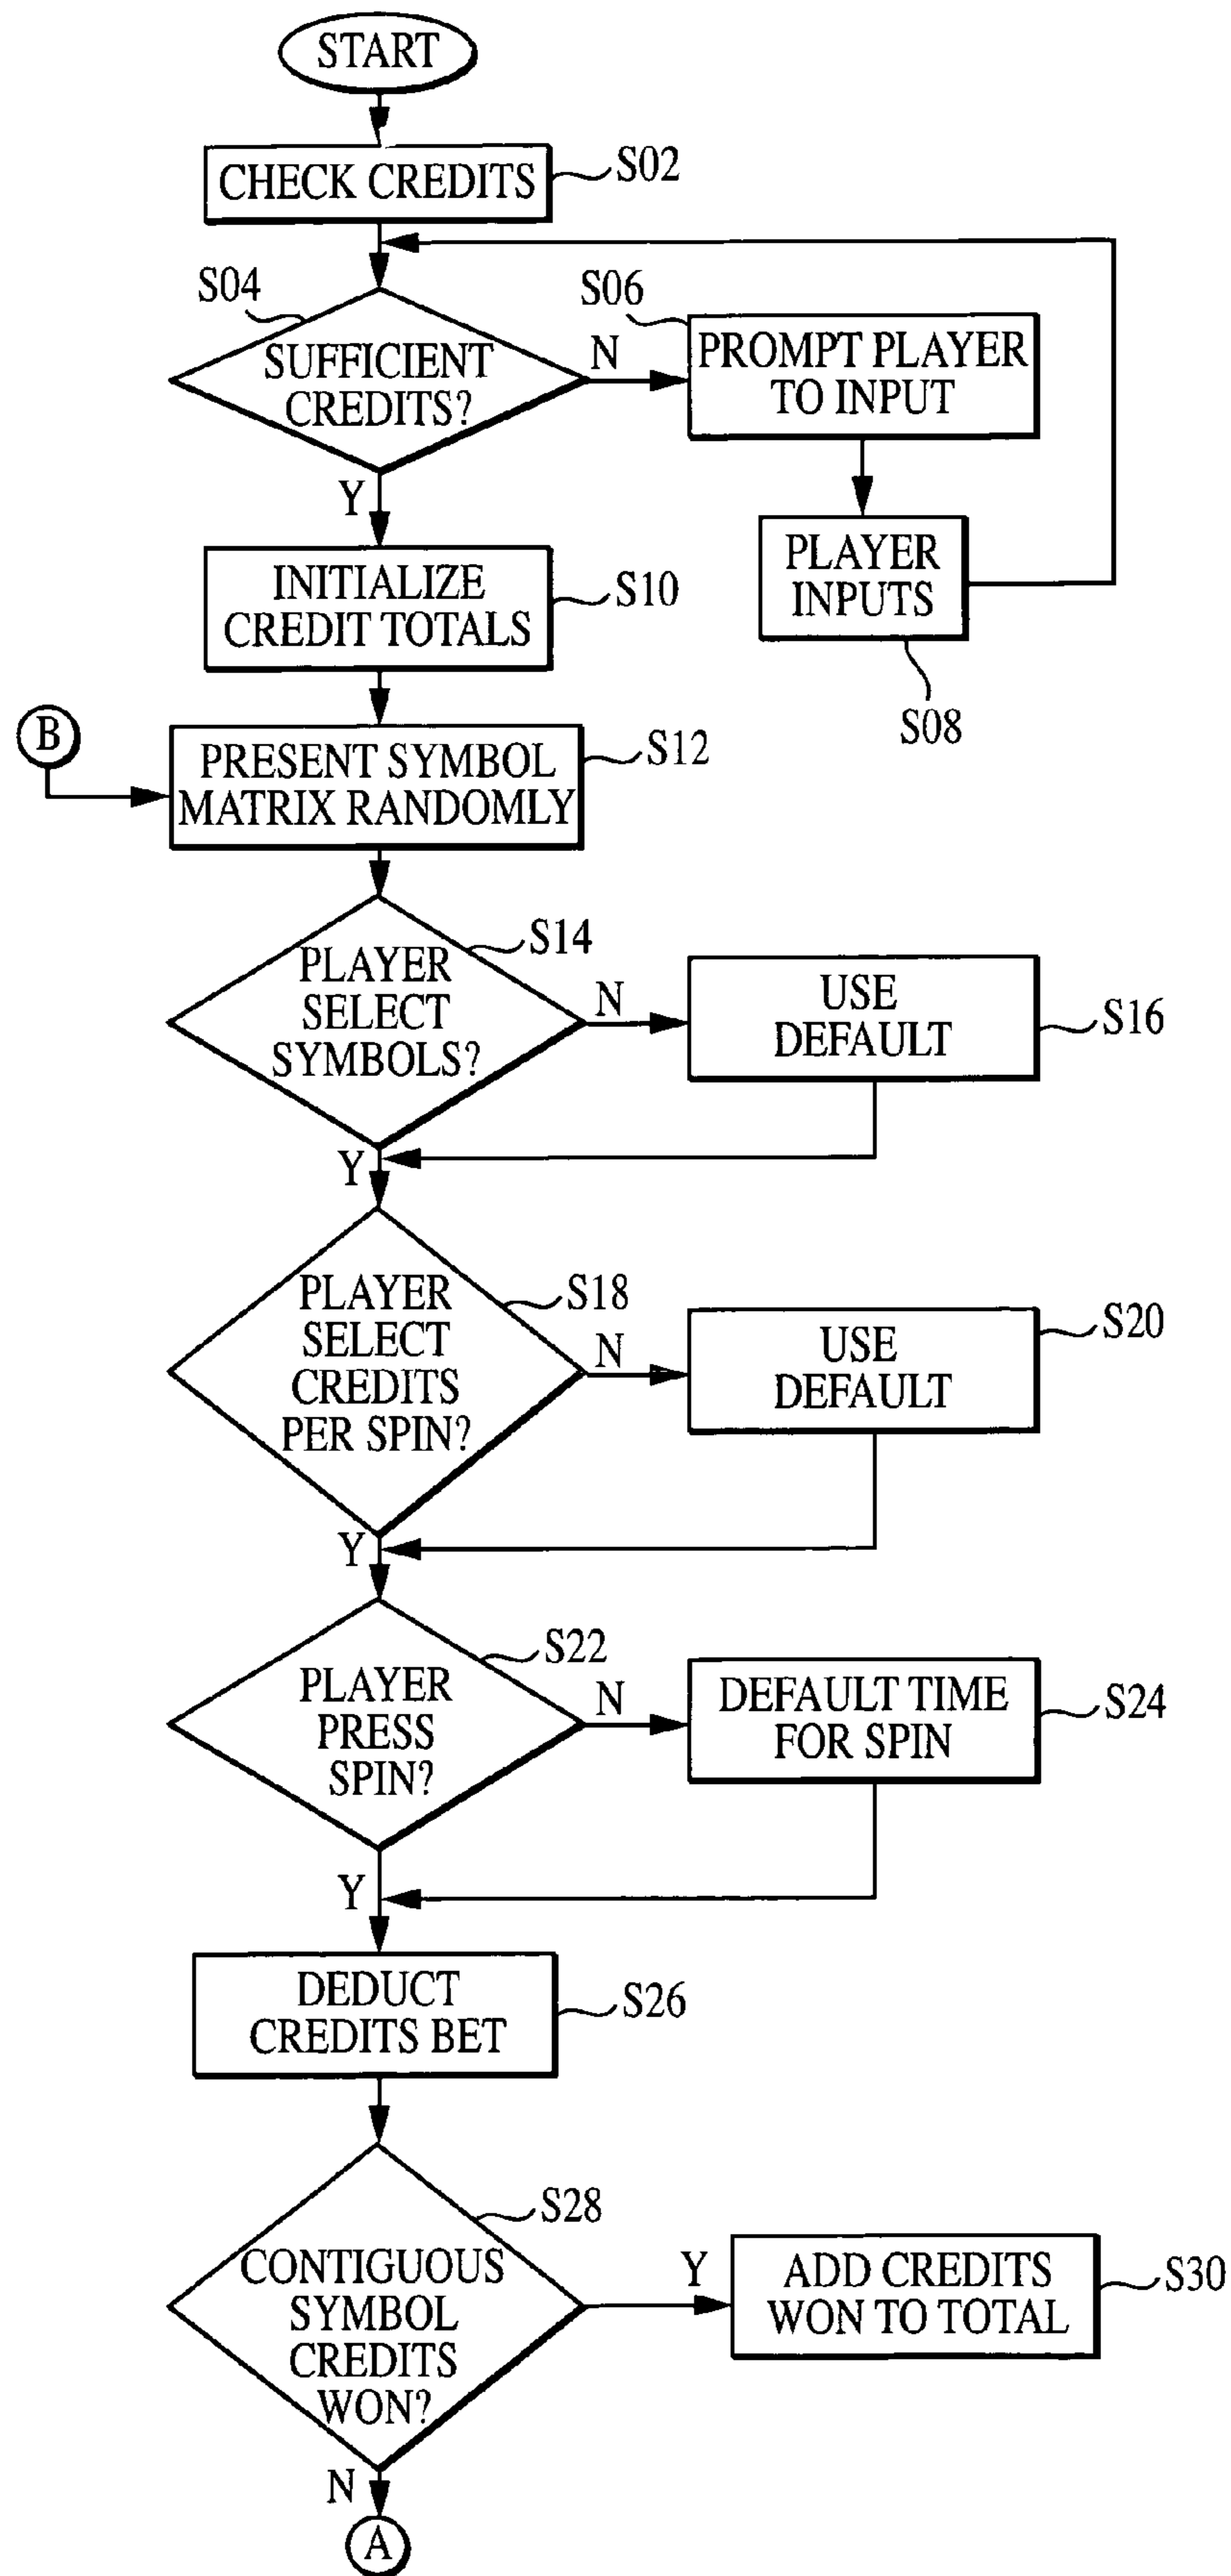 START
CHECK CREDITS
S02
S04
SUFFICIENT
CREDITS?
N
S06
PROMPT PLAYER
TO INPUT
PLAYER
INPUTS
S08
Y
INITIALIZE
CREDIT TOTALS
S10
B
PRESENT SYMBOL
MATRIX RANDOMLY
S12
PLAYER
SELECT
SYMBOLS?
S14
N
USE
DEFAULT
S16
Y
PLAYER
SELECT
CREDITS
PER SPIN?
S18
N
USE
DEFAULT
S20
Y
PLAYER
PRESS
SPIN?
S22
N
DEFAULT TIME
FOR SPIN
S24
Y
DEDUCT
CREDITS BET
S26
CONTIGUOUS
SYMBOL
CREDITS
WON?
S28
Y
ADD CREDITS
WON TO TOTAL
S30
N
A